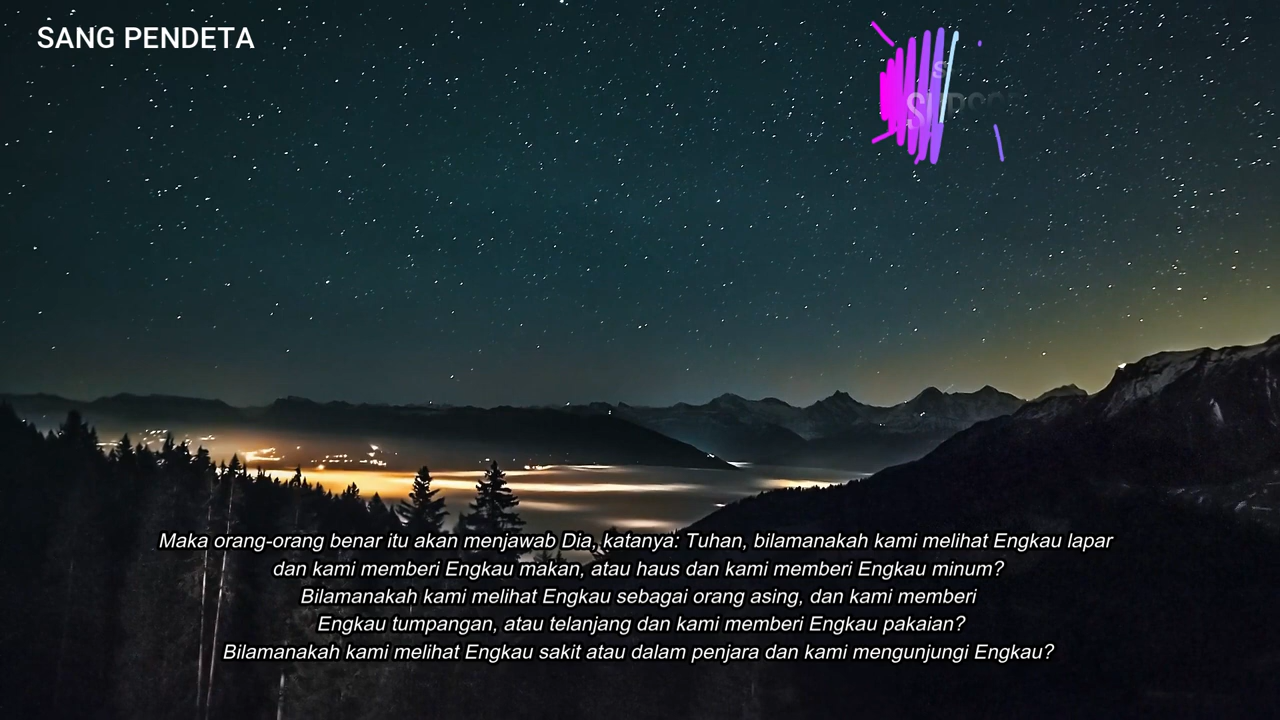 SANG PENDETA
Maka orang-orang benar itu akan menjawab Dia, katanya: Tuhan, bilamanakah kami melihat Engkau lapar
dan kami memberi Engkau makan, atau haus dan kami memberi Engkau minum?
Bilamanakah kami melihat Engkau sebagai orang asing, dan kami memberi
Engkau tumpangan, atau telanjang dan kami memberi Engkau pakaian?
Bilamanakah kami melihat Engkau sakit atau dalam penjara dan kami mengunjungi Engkau?